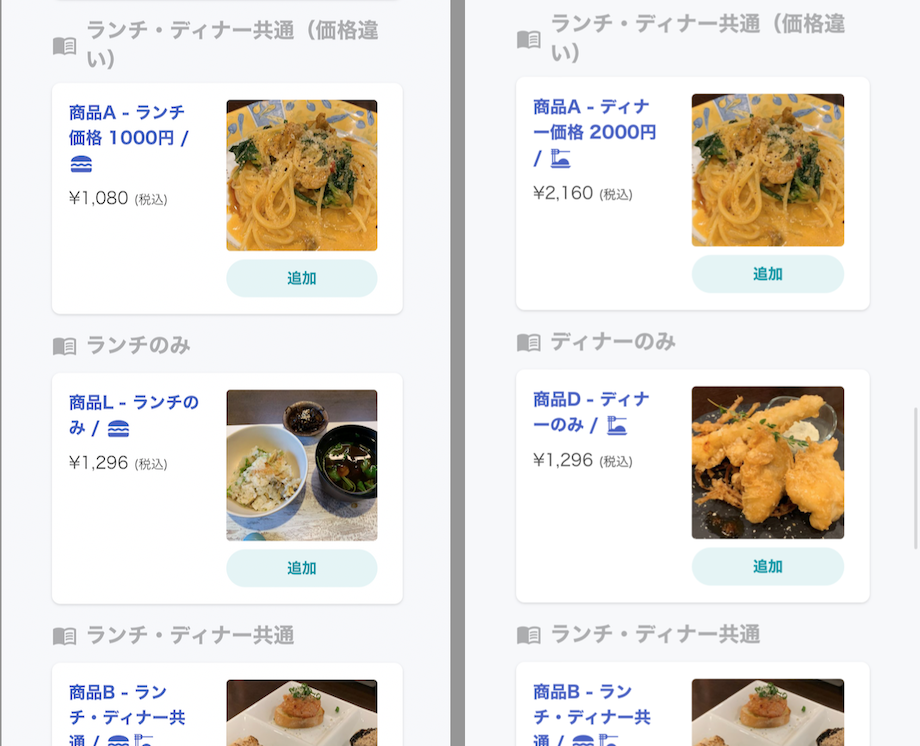 ランチ・ディナー共通（価格違
い）
商品A - ランチ
価格 1000円 /
¥1,080 (税込)
追加
ランチのみ
商品L - ランチの
み /
¥1,296 (税込)
追加
ランチ・ディナー共通
商品B - ラン
チ・ディナー共
通 /
ランチ・ディナー共通（価格違
い）
商品A - ディナ
ー価格 2000円
/
¥2,160 (税込)
追加
ディナーのみ
商品D - ディナ
ーのみ /
¥1,296 (税込)
追加
ランチ・ディナー共通
商品B - ラン
チ・ディナー共
通 /